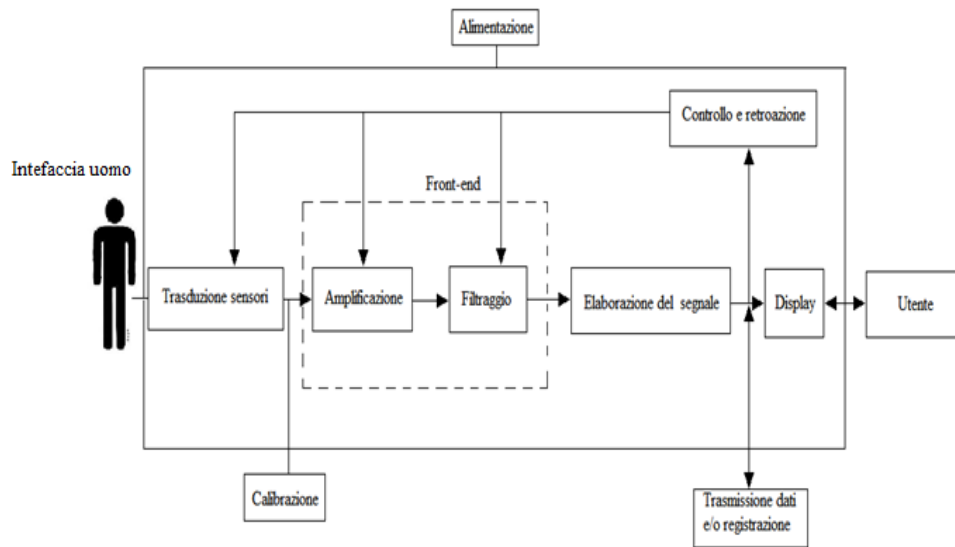 Alimentazione
Controllo e retroazione
Intefaccia uomo
Front-end
Trasduzione sensori
Amplificazione
Filtraggio
Elaborazione del segnale
Display
Utente
Calibrazione
Trasmissione dati
e/o registrazione